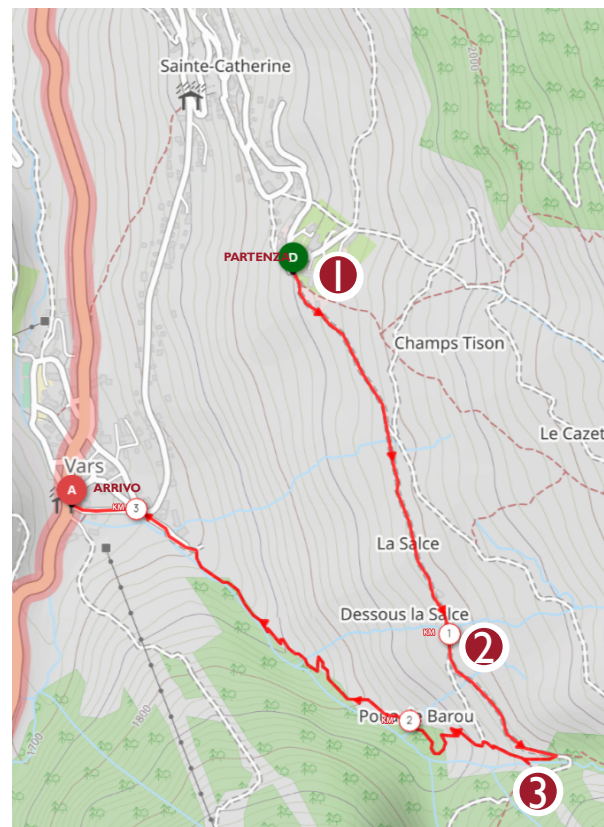 Sainte-Catherine
2000
PARTENZA
D
1
Champs Tison
Le Cazet
Vars
A
ARRIVO
KM
3
La Salce
Dessous la Salce
KM
1
2
Barou
KM
2
1800
1700
3